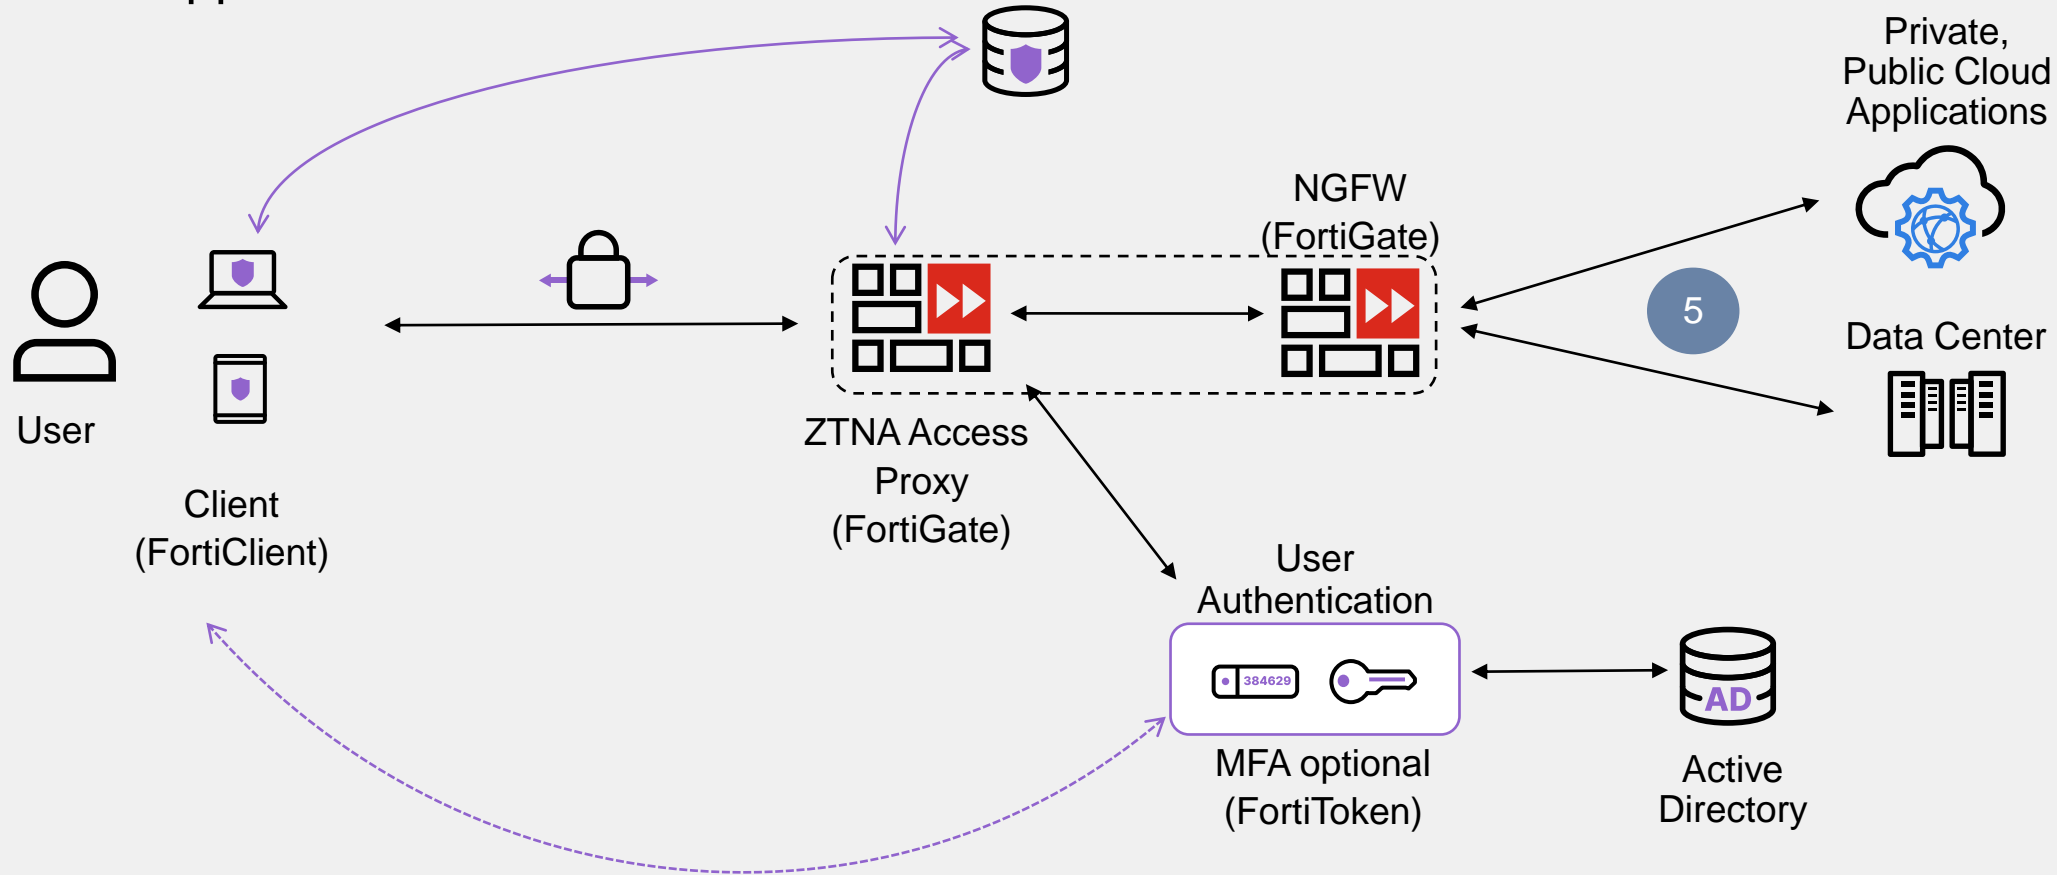 Private,
Public Cloud
Applications
NGFW
(FortiGate)
5
Data Center
User
ZTNA Access
Proxy
(FortiGate)
Client
(FortiClient)
User
Authentication
384629
AD
MFA optional
(FortiToken)
Active
Directory